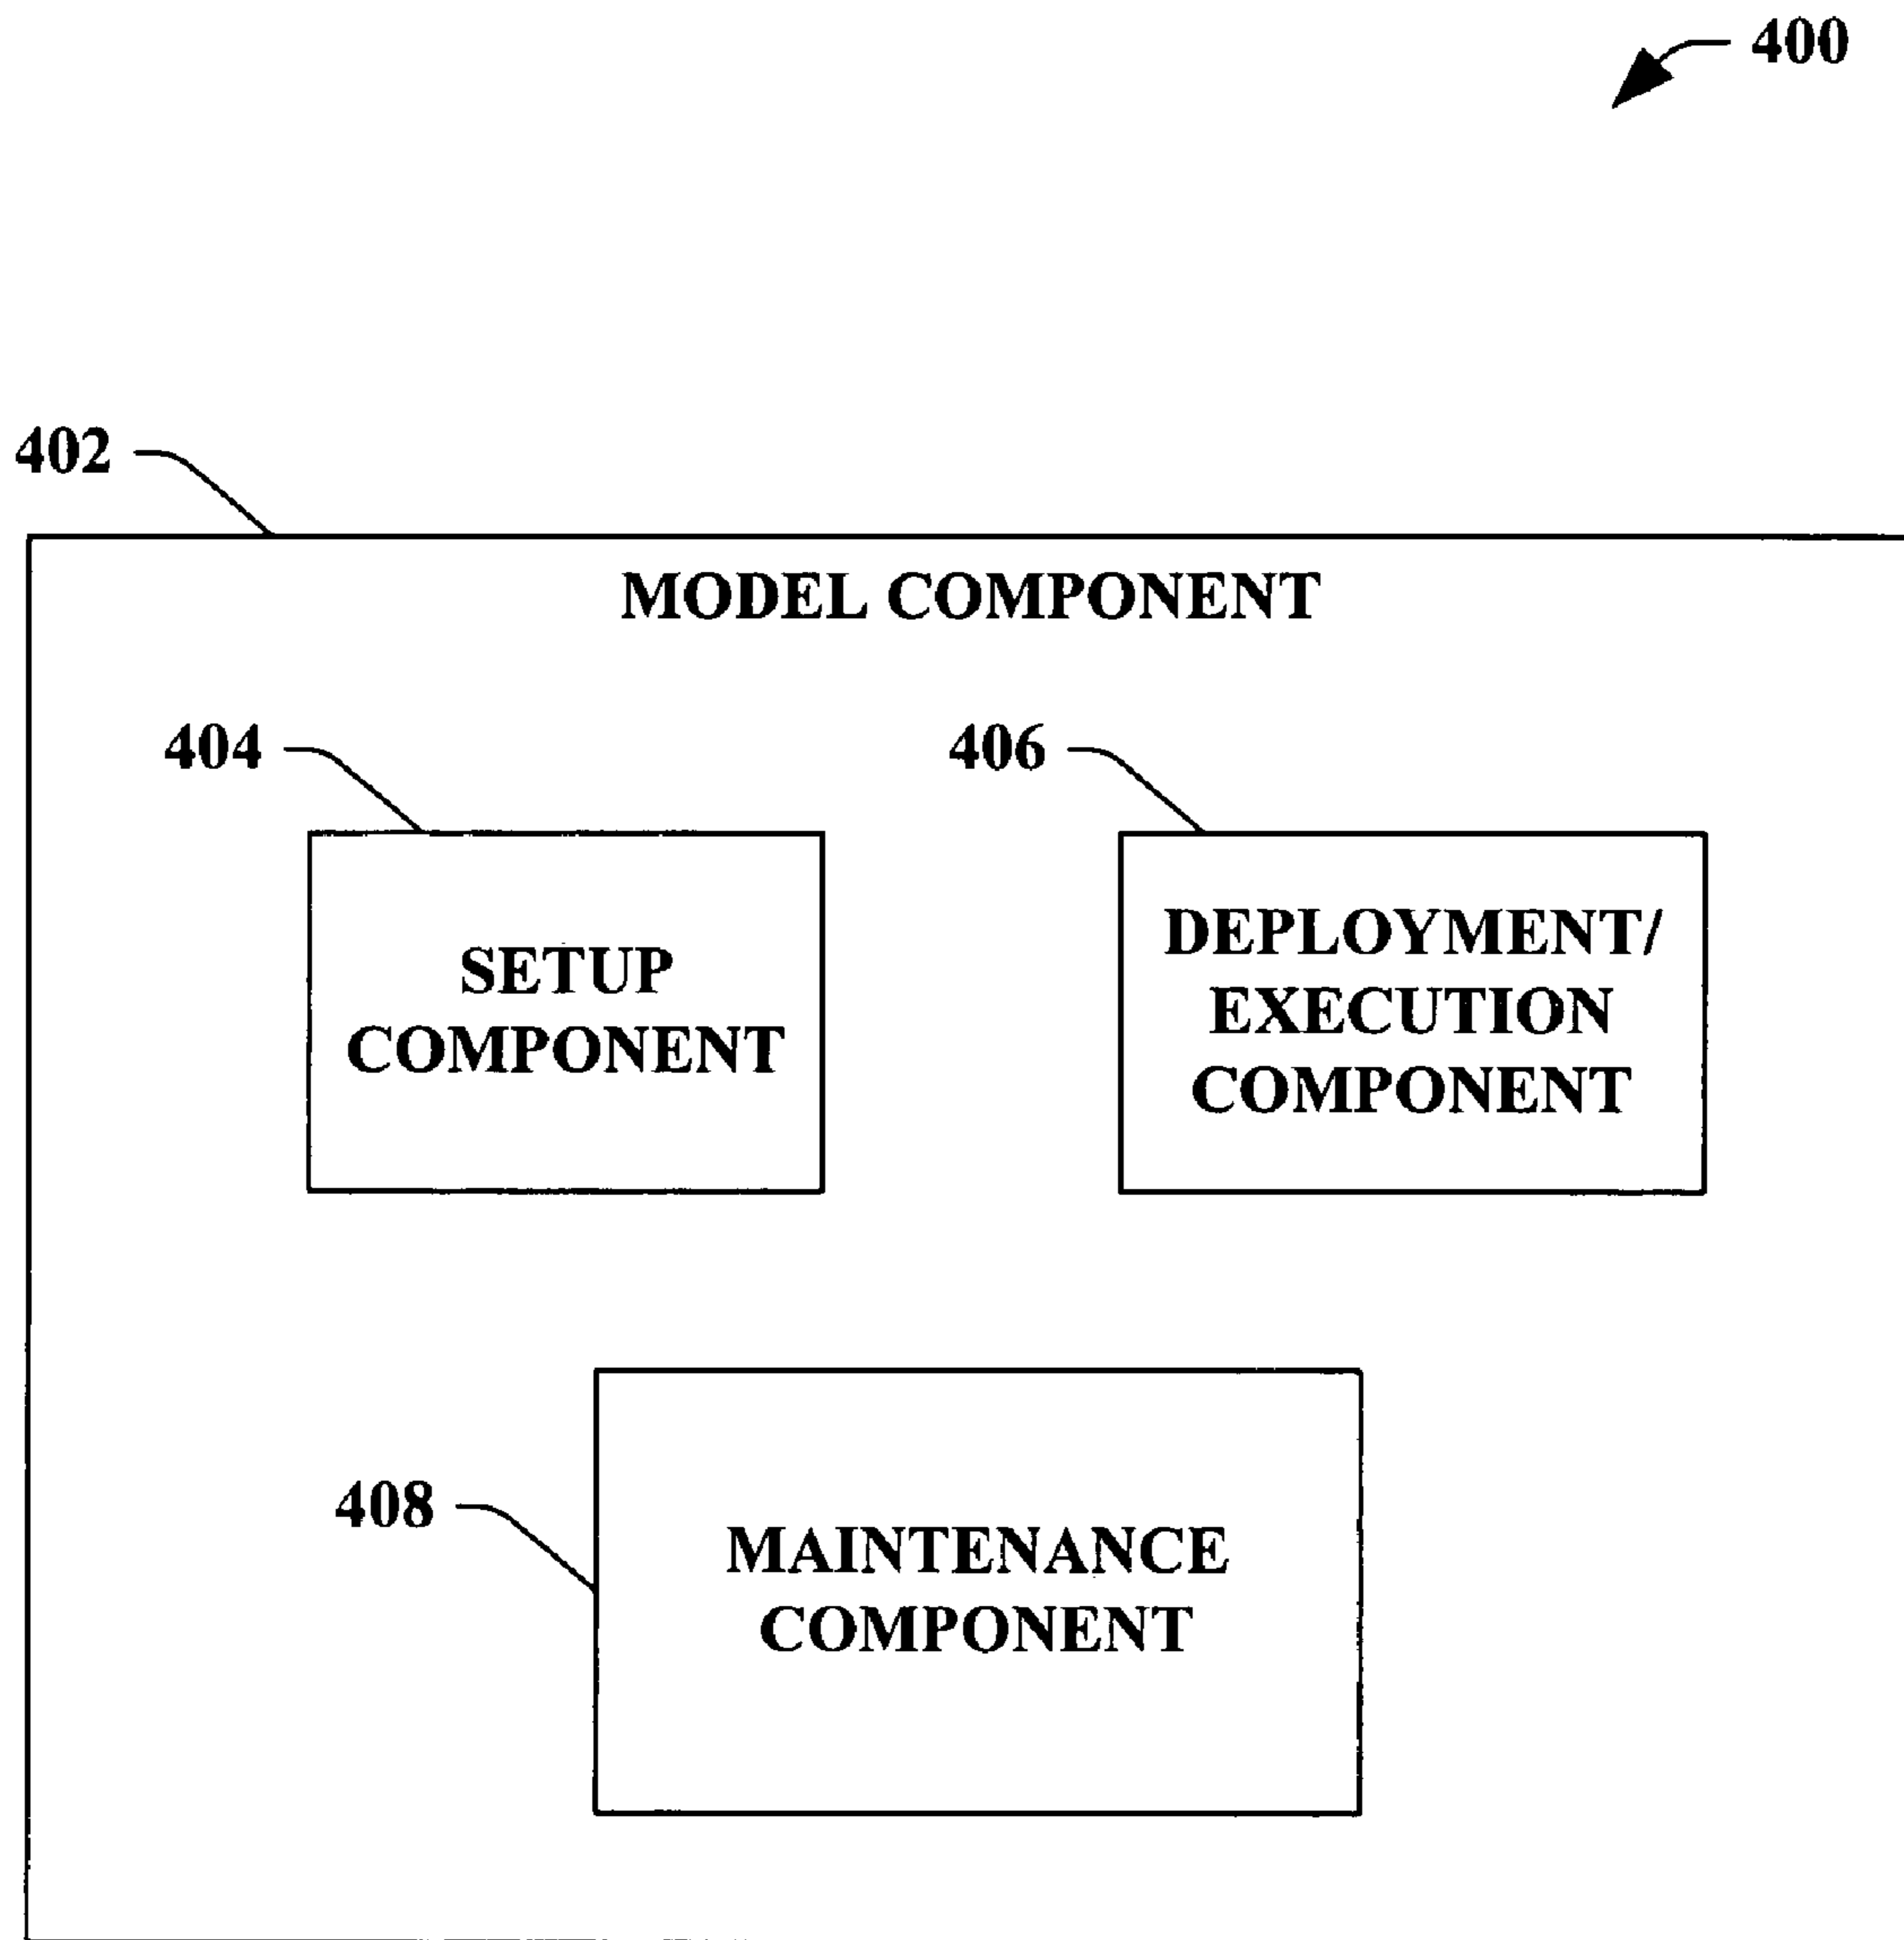 400
402
MODEL COMPONENT
404
406
SETUP
COMPONENT
DEPLOYMENT/
EXECUTION
COMPONENT
408
MAINTENANCE
COMPONENT